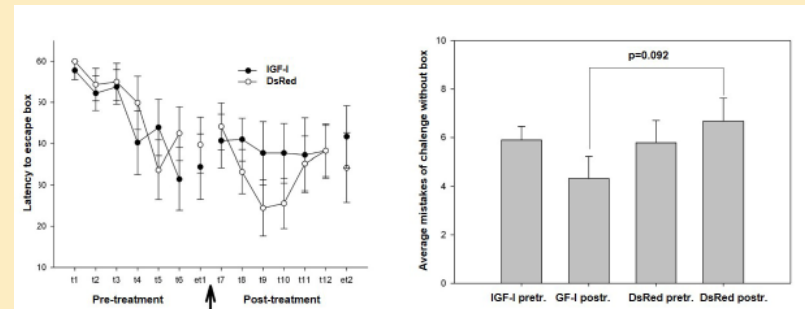 Latency to escape box
60
50
40
30
20
10
IGF-I
DsRed
t1 t2 t3 t4 t5 t6 et1 t7 t8 t9 t10 t11 t12 et2
Pre-treatment Post-treatment
Average mistakes of chalenge without box
10
8
6
4
2
0
p=0.092
IGF-I pretr. GF-I postr. DsRed pretr. DsRed postr.